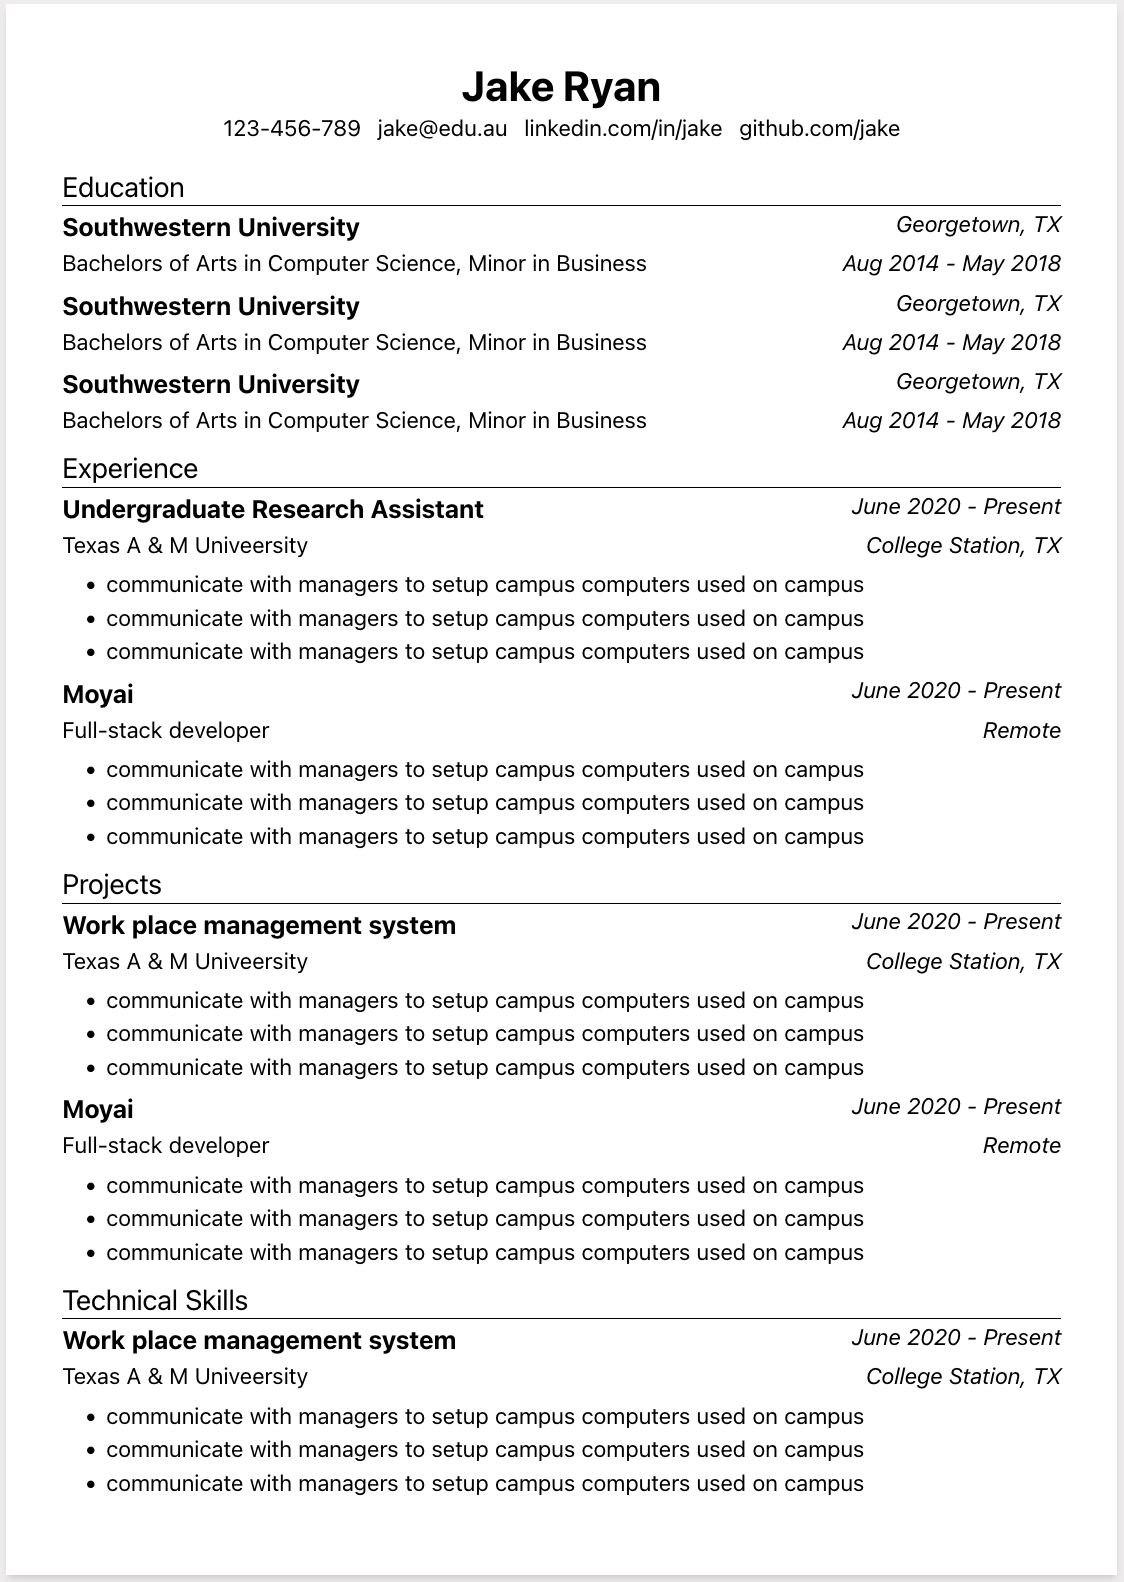 Jake Ryan
123-456-789 jake@edu.au linkedin.com/in/jake github.com/jake
Education
Southwestern University Georgetown, TX
Bachelors of Arts in Computer Science, Minor in Business Aug 2014 - May 2018
Southwestern University Georgetown, TX
Bachelors of Arts in Computer Science, Minor in Business Aug 2014 - May 2018
Southwestern University Georgetown, TX
Bachelors of Arts in Computer Science, Minor in Business Aug 2014 - May 2018
Experience
Undergraduate Research Assistant June 2020 - Present
Texas A & M Univeersity College Station, TX
• communicate with managers to setup campus computers used on campus
• communicate with managers to setup campus computers used on campus
• communicate with managers to setup campus computers used on campus
Moyai June 2020 - Present
Full-stack developer Remote
• communicate with managers to setup campus computers used on campus
• communicate with managers to setup campus computers used on campus
• communicate with managers to setup campus computers used on campus
Projects
Work place management system June 2020 - Present
Texas A & M Univeersity College Station, TX
• communicate with managers to setup campus computers used on campus
• communicate with managers to setup campus computers used on campus
• communicate with managers to setup campus computers used on campus
Moyai June 2020 - Present
Full-stack developer Remote
• communicate with managers to setup campus computers used on campus
• communicate with managers to setup campus computers used on campus
• communicate with managers to setup campus computers used on campus
Technical Skills
Work place management system June 2020 - Present
Texas A & M Univeersity College Station, TX
• communicate with managers to setup campus computers used on campus
• communicate with managers to setup campus computers used on campus
• communicate with managers to setup campus computers used on campus